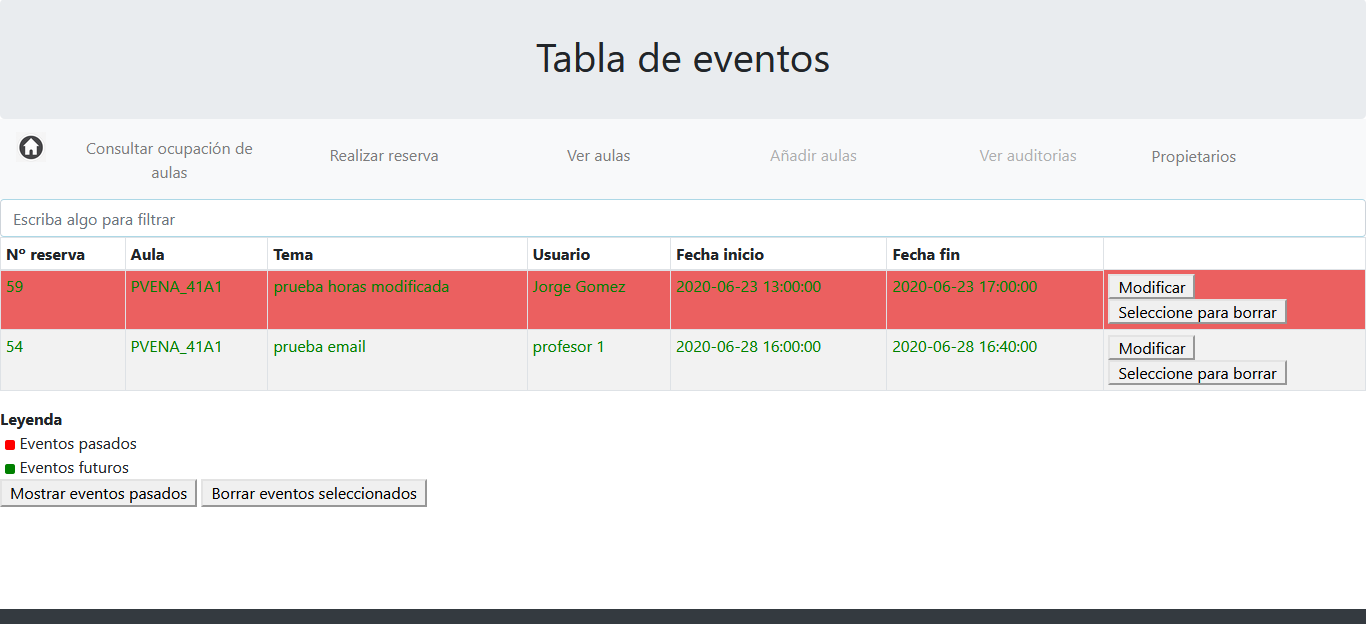 Tabla de eventos
Consultar ocupación de
aulas
Realizar reserva
Ver aulas
Añadir aulas
Ver auditorias
Propietarios
Escriba algo para filtrar
Nº reserva Aula Tema Usuario Fecha inicio Fecha fin
59 PVENA_41A1 prueba horas modificada Jorge Gomez 2020-06-23 13:00:00 2020-06-23 17:00:00 Modificar
Seleccione para borrar
54 PVENA_41A1 prueba email profesor 1 2020-06-28 16:00:00 2020-06-28 16:40:00 Modificar
Seleccione para borrar
Leyenda
Eventos pasados
Eventos futuros
Mostrar eventos pasados Borrar eventos seleccionados